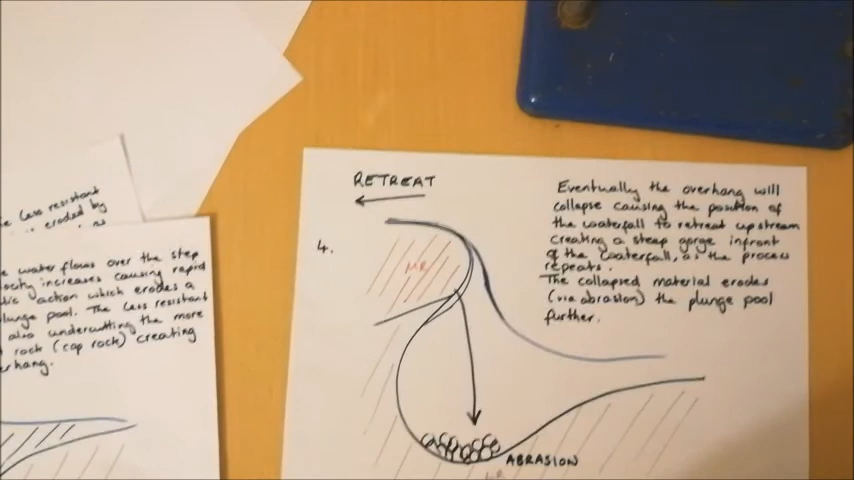 less resistant
is eroded by
water flows over the step
increases causing rapid
action which erodes a
plunge pool. The less resistant
also undercutting the more
rock (cap rock) creating
RETREAT
4.
MR
Eventually the overhang will
collapse causing the position of
the waterfall to retreat upstream
creating a steep gorge infront
of the waterfall, as the process
repeats.
The collapsed material erodes
(via abrasion) the plunge pool
further.
ABRASION
LR